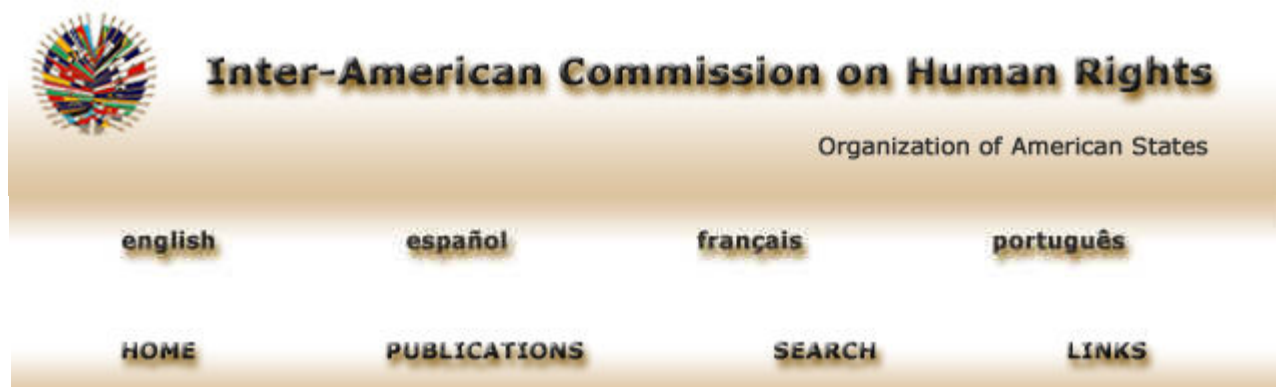 Inter-American Commission on Human Rights
Organization of American States
english español français português
HOME PUBLICATIONS SEARCH LINKS